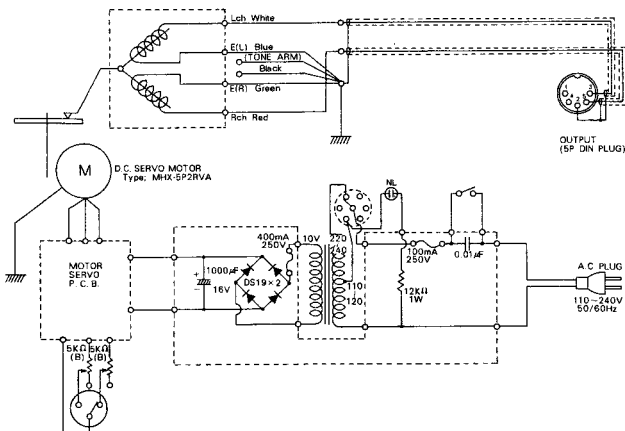 Lch White
E(L) Blue
(TONE ARM)
Black
E(R) Green
Rch Red
OUTPUT
(5P DIN PLUG)
M
D.C. SERVO MOTOR
Type; MHX-5P2RVA
NL
400mA
250V
10V
220
240
100mA
250V
0.01μF
MOTOR
SERVO
P.C.B.
+
1000μF
16V
DS19×2
110
120
12KΩ
1W
A.C PLUG
110~240V
50/60Hz
5KΩ
(B)
5KΩ
(B)